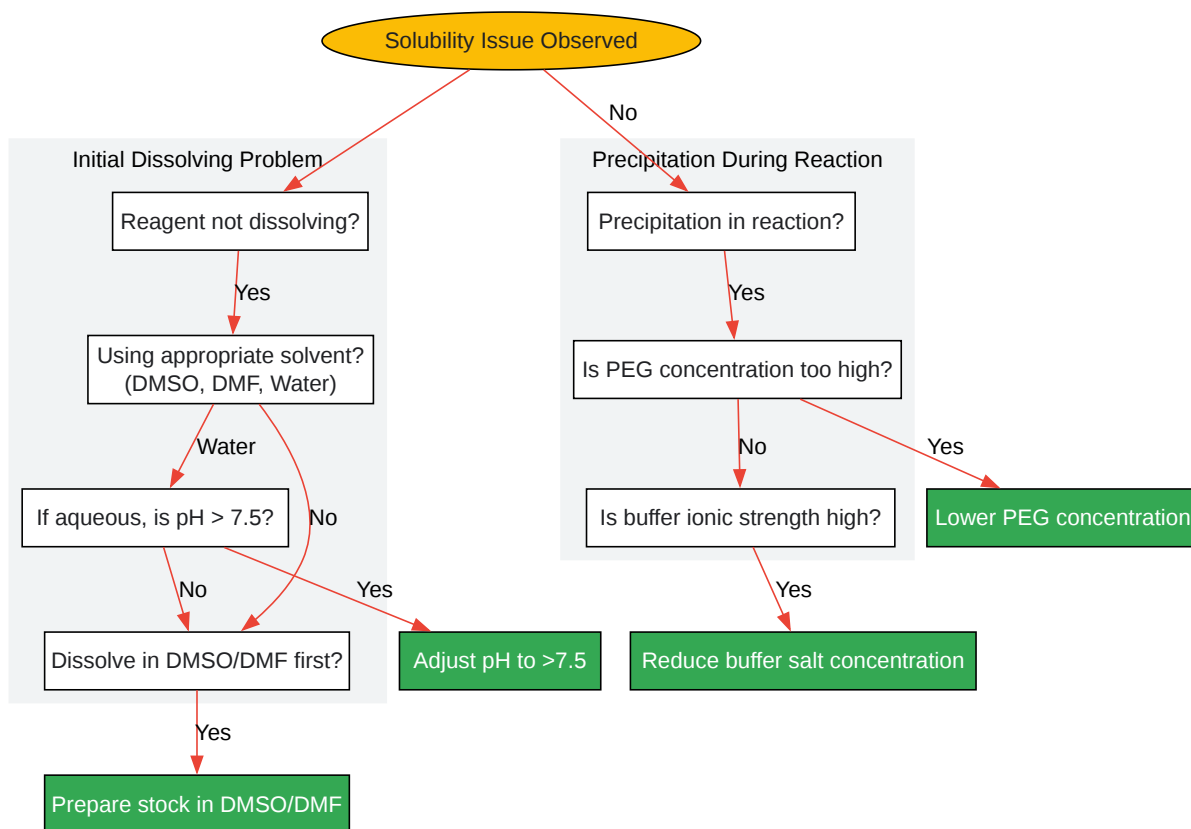 Solubility Issue Observed
No
Initial Dissolving Problem
Precipitation During Reaction
Reagent not dissolving?
Precipitation in reaction?
Yes
Yes
Using appropriate solvent?
(DMSO, DMF, Water)
Is PEG concentration too high?
Water
No
Yes
If aqueous, is pH > 7.5?
No
Is buffer ionic strength high?
Lower PEG concentration
No
Yes
Yes
Dissolve in DMSO/DMF first?
Adjust pH to >7.5
Reduce buffer salt concentration
Yes
Prepare stock in DMSO/DMF